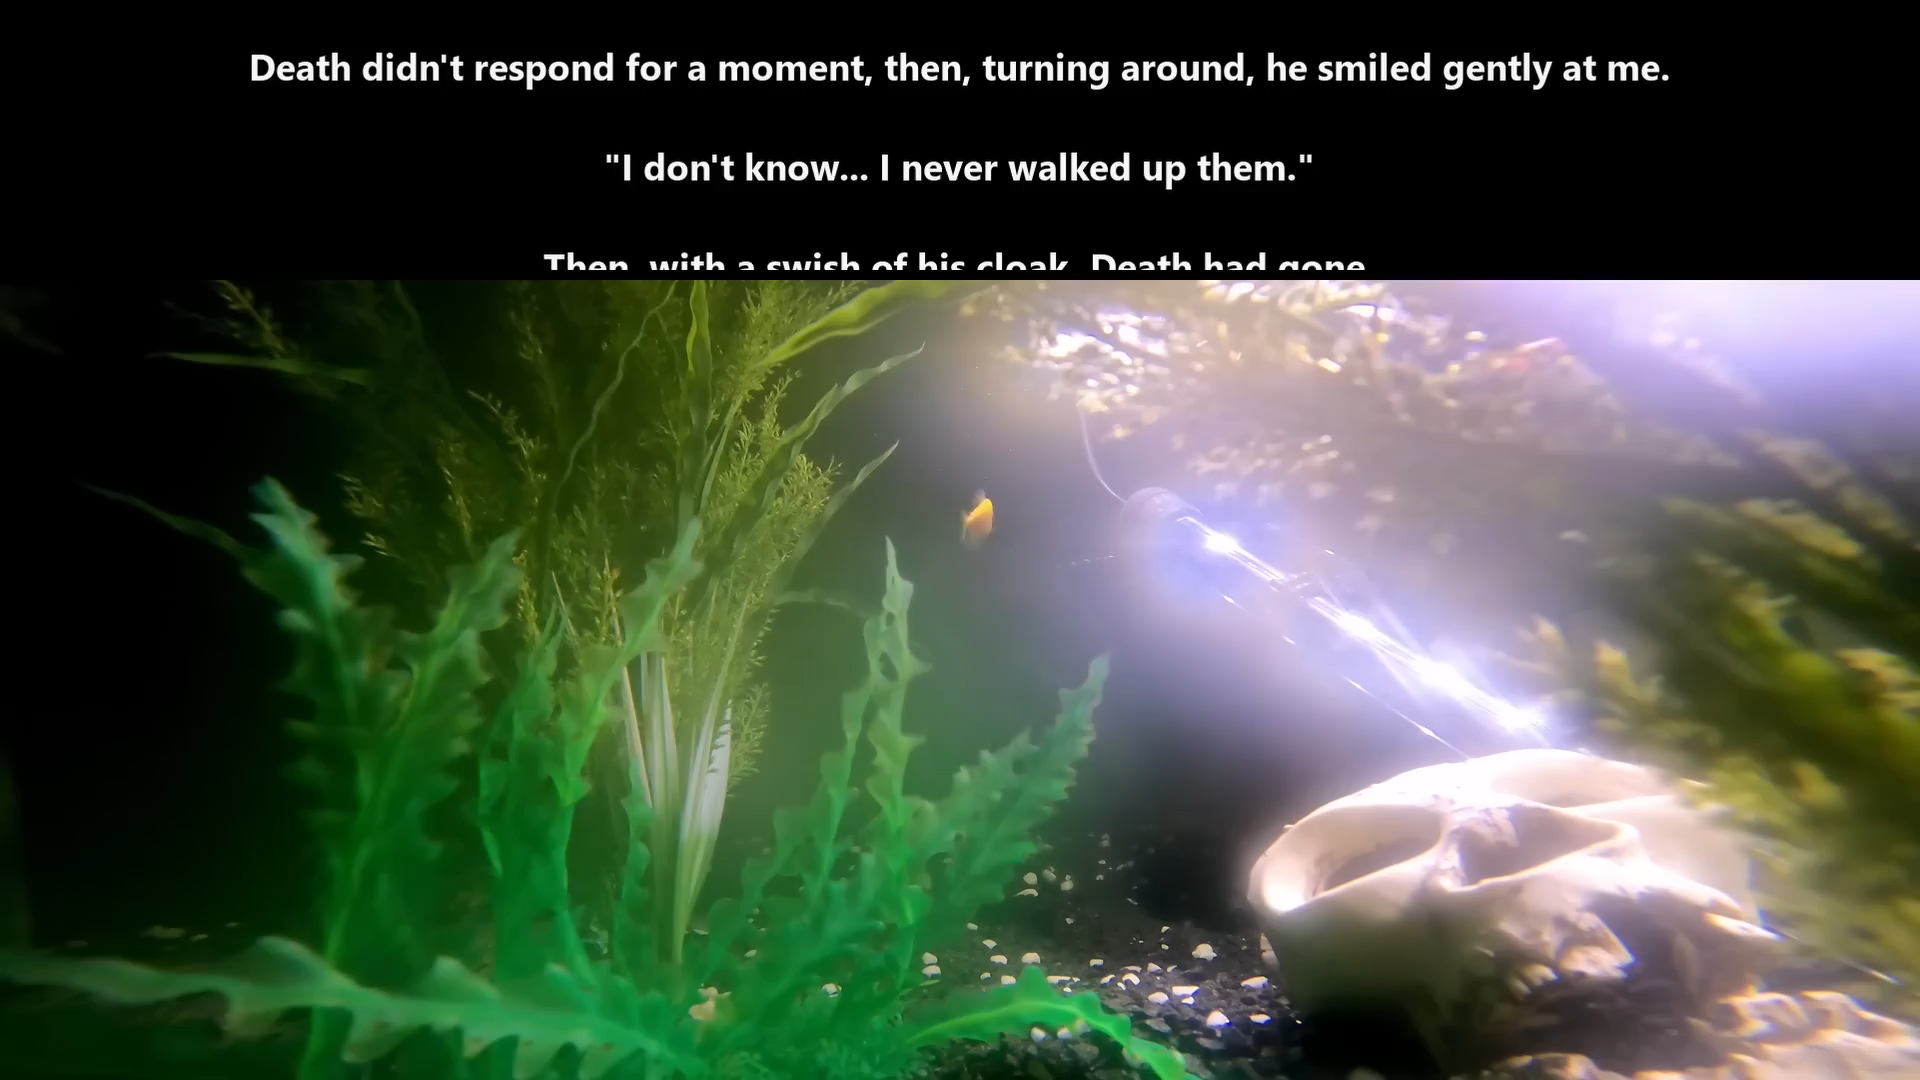 Death didn't respond for a moment, then, turning around, he smiled gently at me.
"I don't know... I never walked up them."
Then, with a swish of his cloak, Death had gone